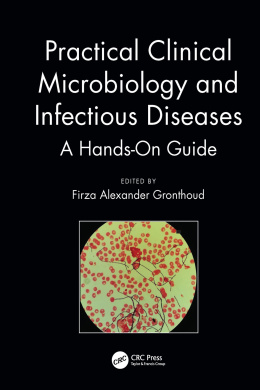 Practical Clinical
Microbiology and
Infectious Diseases
A Hands-On Guide
EDITED BY
Firza Alexander Gronthoud
CRC
CRC Press
Taylor & Francis Group